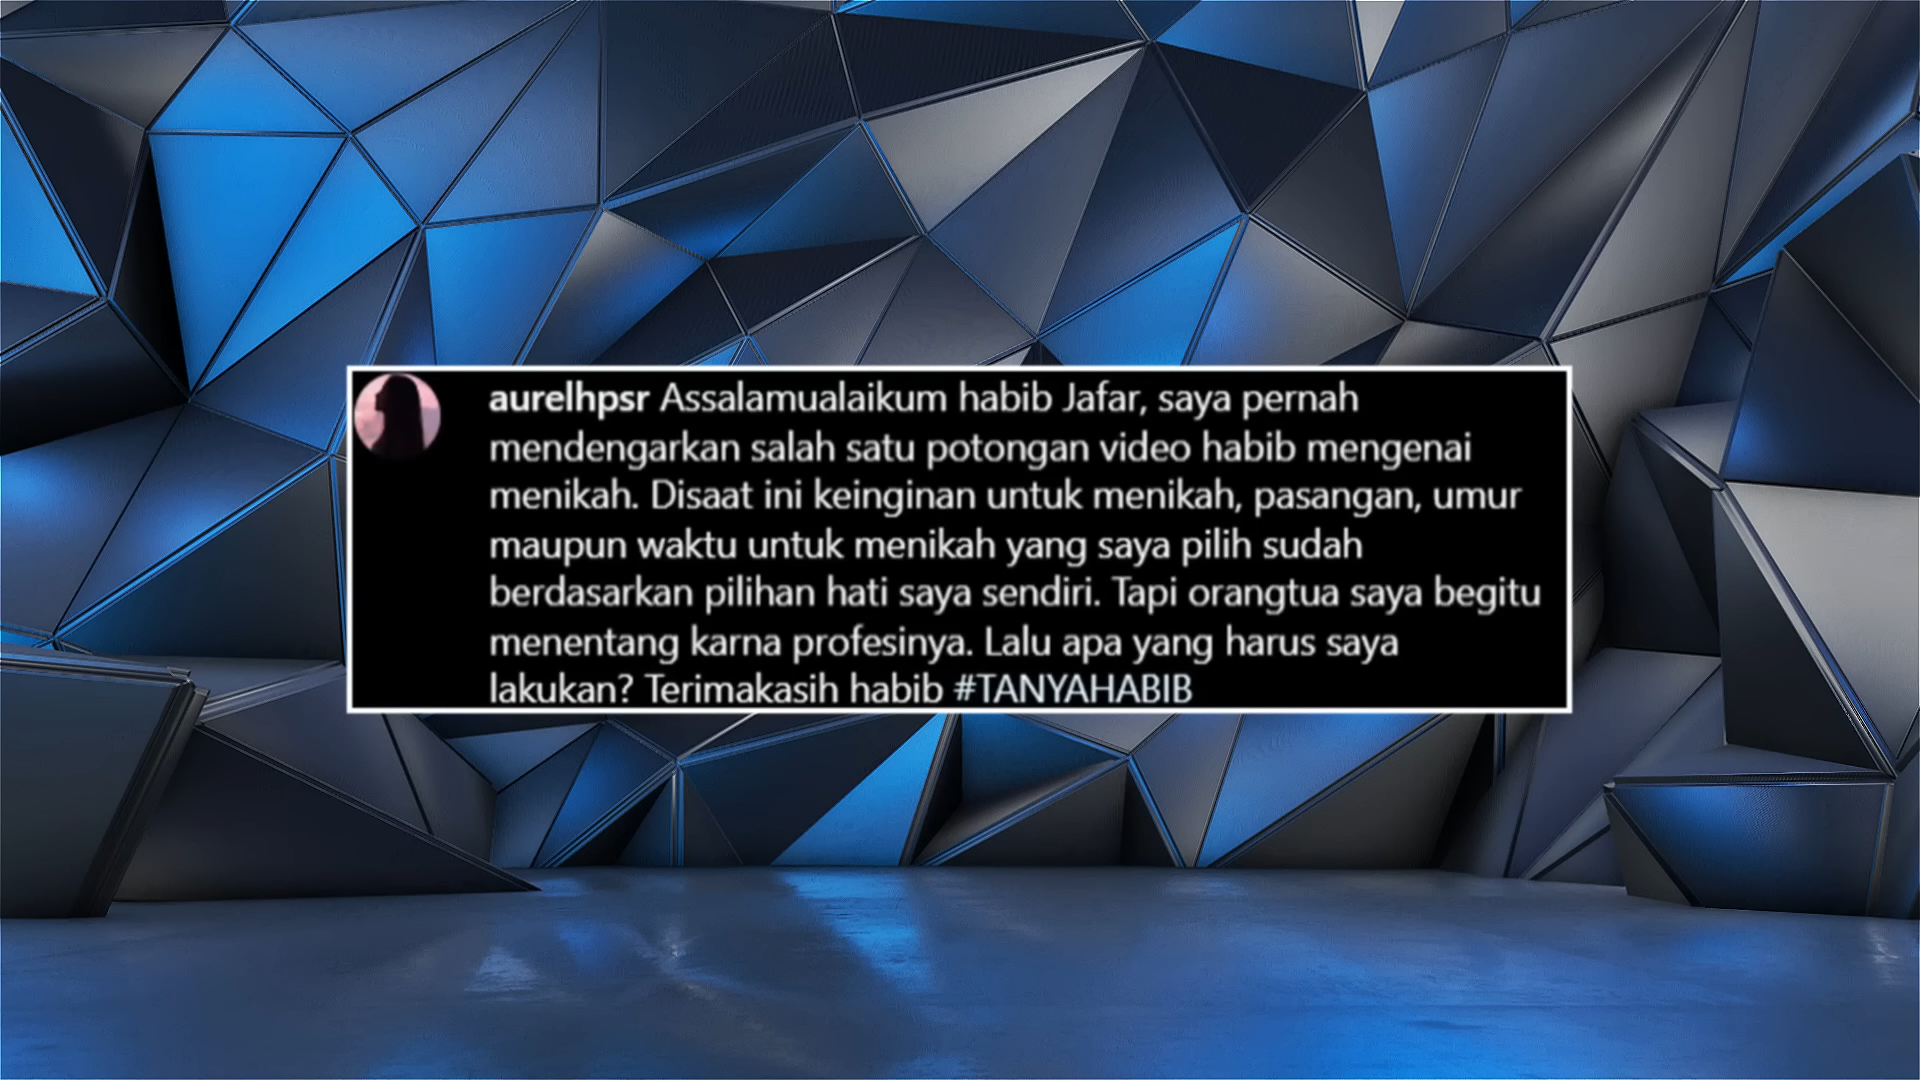 aurelhpsr Assalamualaikum habib Jafar, saya pernah
mendengarkan salah satu potongan video habib mengenai
menikah. Disaat ini keinginan untuk menikah, pasangan, umur
maupun waktu untuk menikah yang saya pilih sudah
berdasarkan pilihan hati saya sendiri. Tapi orangtua saya begitu
menentang karna profesinya. Lalu apa yang harus saya
lakukan? Terimakasih habib #TANYAHABIB